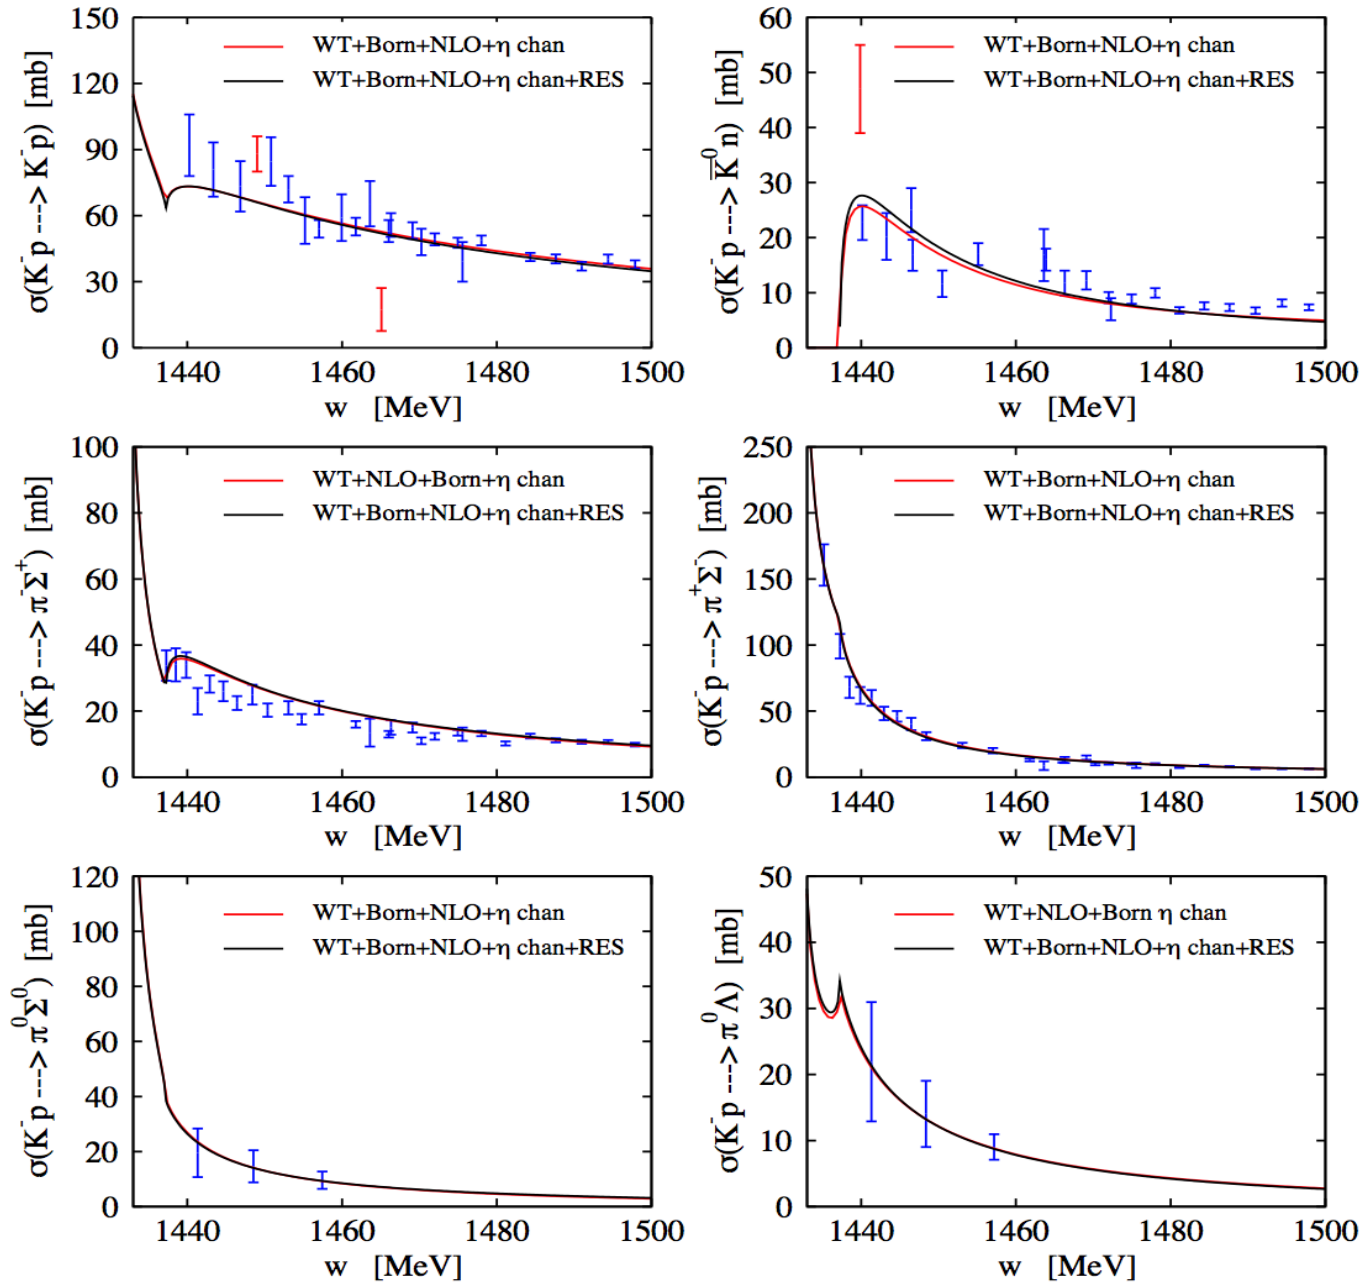 σ(K⁻p ---> K⁻p) [mb]
150
120
90
60
30
0
WT+Born+NLO+η chan
WT+Born+NLO+η chan+RES
1440 1460 1480 1500
w [MeV]
σ(K⁻p ---> K̅⁰n) [mb]
60
50
40
30
20
10
0
WT+Born+NLO+η chan
WT+Born+NLO+η chan+RES
1440 1460 1480 1500
w [MeV]
σ(K⁻p ---> π⁻Σ⁺) [mb]
100
80
60
40
20
0
WT+NLO+Born+η chan
WT+Born+NLO+η chan+RES
1440 1460 1480 1500
w [MeV]
σ(K⁻p ---> π⁺Σ⁻) [mb]
250
200
150
100
50
0
WT+Born+NLO+η chan
WT+Born+NLO+η chan+RES
1440 1460 1480 1500
w [MeV]
σ(K⁻p ---> π⁰Σ⁰) [mb]
120
100
80
60
40
20
0
WT+Born+NLO+η chan
WT+Born+NLO+η chan+RES
1440 1460 1480 1500
w [MeV]
σ(K⁻p ---> π⁰Λ) [mb]
50
40
30
20
10
0
WT+NLO+Born η chan
WT+Born+NLO+η chan+RES
1440 1460 1480 1500
w [MeV]